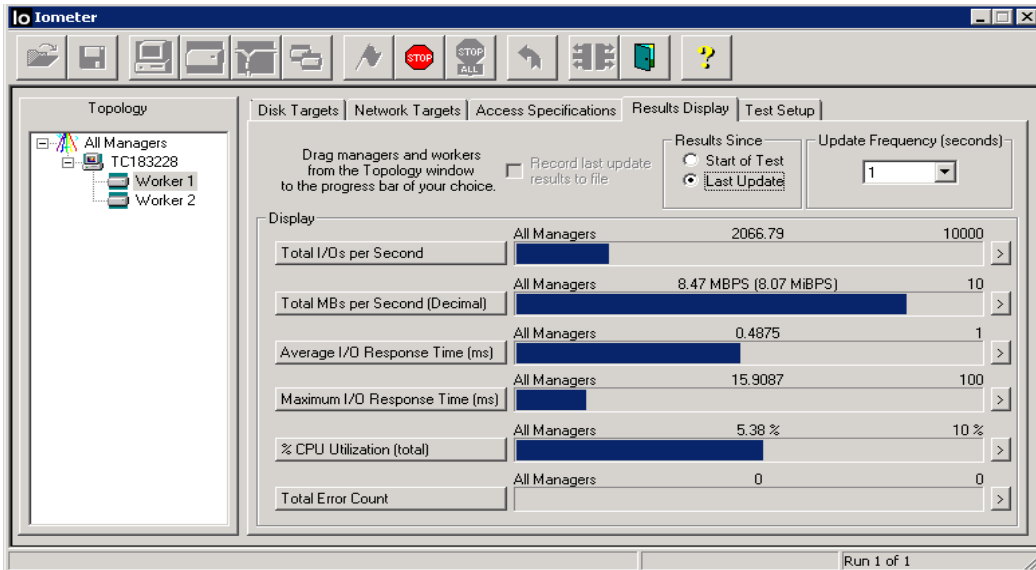 Io Iometer
STOP
STOP ALL
?
Topology
All Managers
TC183228
Worker 1
Worker 2
Disk Targets
Network Targets
Access Specifications
Results Display
Test Setup
Drag managers and workers
from the Topology window
to the progress bar of your choice.
Record last update
results to file
Results Since
Start of Test
Last Update
Update Frequency (seconds)
1
Display
All Managers 2066.79 10000
Total I/Os per Second >
All Managers 8.47 MBPS (8.07 MiBPS) 10
Total MBs per Second (Decimal) >
All Managers 0.4875 1
Average I/O Response Time (ms) >
All Managers 15.9087 100
Maximum I/O Response Time (ms) >
All Managers 5.38 % 10 %
% CPU Utilization (total) >
All Managers 0 0
Total Error Count >
Run 1 of 1